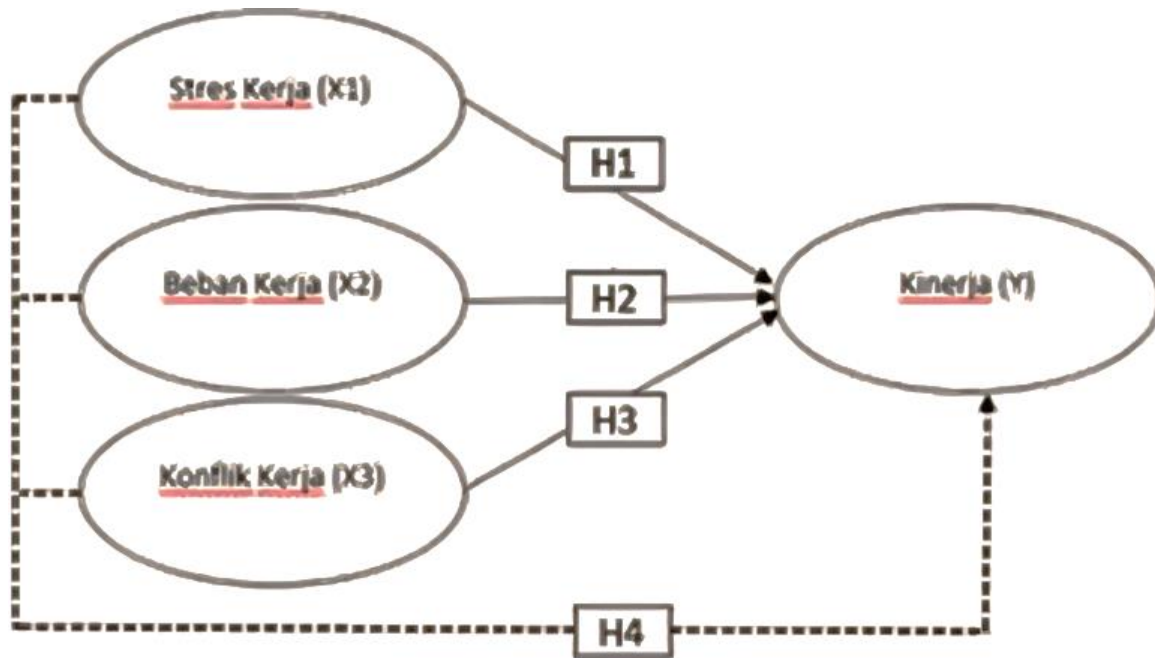 Stres Kerja (X1)
H1
Beban Kerja (X2)
H2
Kinerja (Y)
H3
Konflik Kerja (X3)
H4